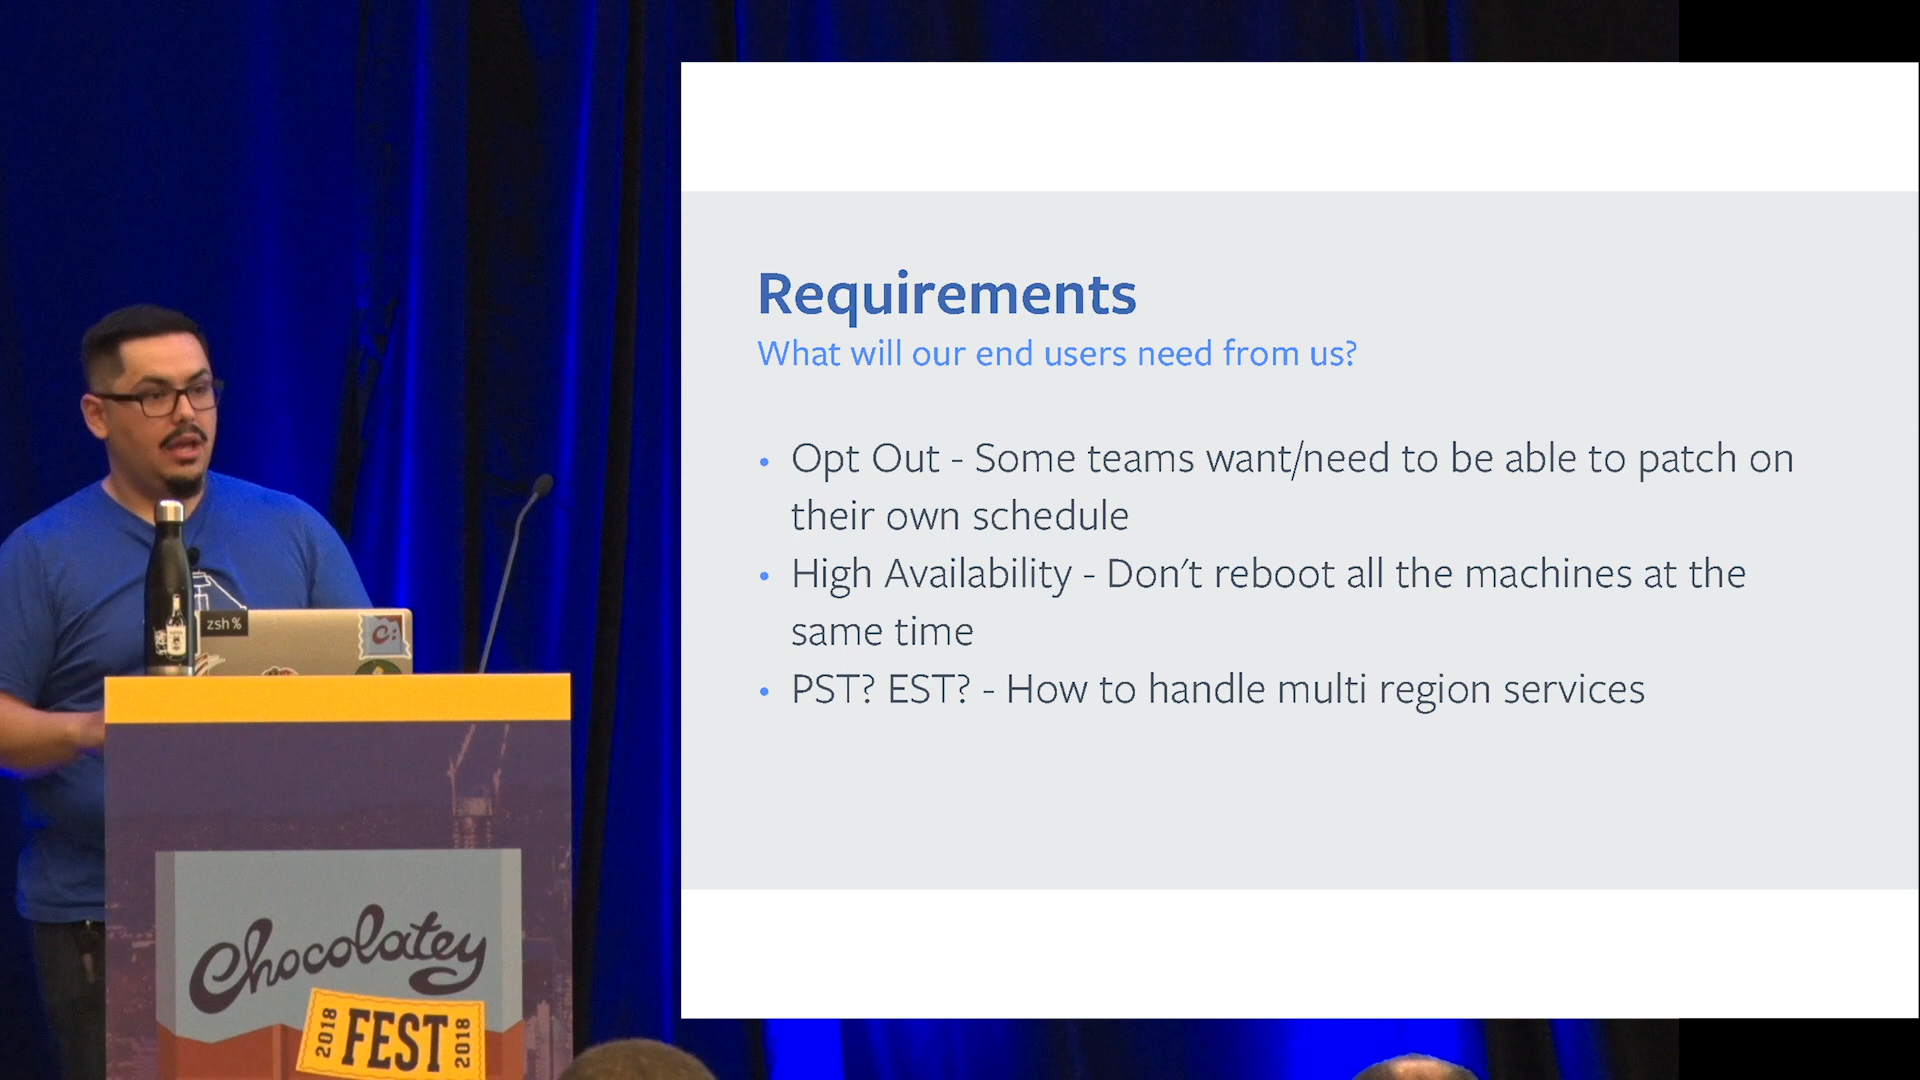 Requirements
What will our end users need from us?
• Opt Out - Some teams want/need to be able to patch on
their own schedule
• High Availability - Don't reboot all the machines at the
same time
• PST? EST? - How to handle multi region services
zsh %
c:
Chocolatey
2018 FEST 2018